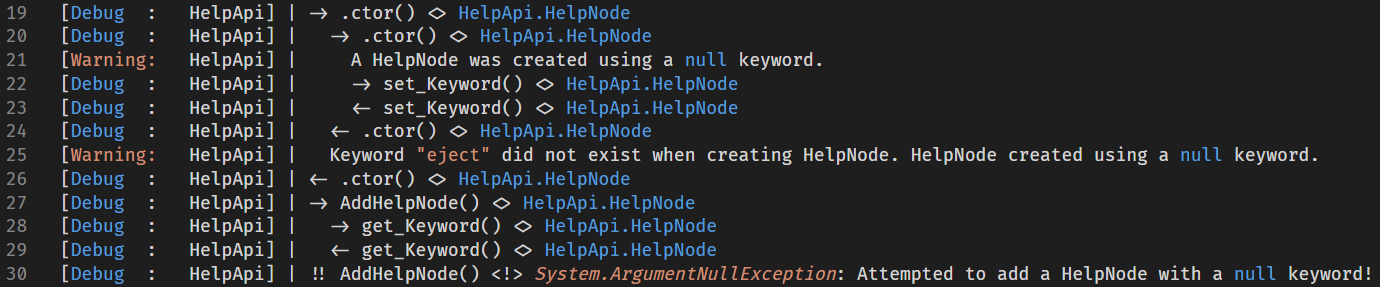 19 [Debug  :   HelpApi] | -> .ctor() <> HelpApi.HelpNode
20 [Debug  :   HelpApi] |   -> .ctor() <> HelpApi.HelpNode
21 [Warning:   HelpApi] |     A HelpNode was created using a null keyword.
22 [Debug  :   HelpApi] |     -> set_Keyword() <> HelpApi.HelpNode
23 [Debug  :   HelpApi] |     <- set_Keyword() <> HelpApi.HelpNode
24 [Debug  :   HelpApi] |   <- .ctor() <> HelpApi.HelpNode
25 [Warning:   HelpApi] |   Keyword "eject" did not exist when creating HelpNode. HelpNode created using a null keyword.
26 [Debug  :   HelpApi] | <- .ctor() <> HelpApi.HelpNode
27 [Debug  :   HelpApi] | -> AddHelpNode() <> HelpApi.HelpNode
28 [Debug  :   HelpApi] |   -> get_Keyword() <> HelpApi.HelpNode
29 [Debug  :   HelpApi] |   <- get_Keyword() <> HelpApi.HelpNode
30 [Debug  :   HelpApi] | !! AddHelpNode() <!> System.ArgumentNullException: Attempted to add a HelpNode with a null keyword!